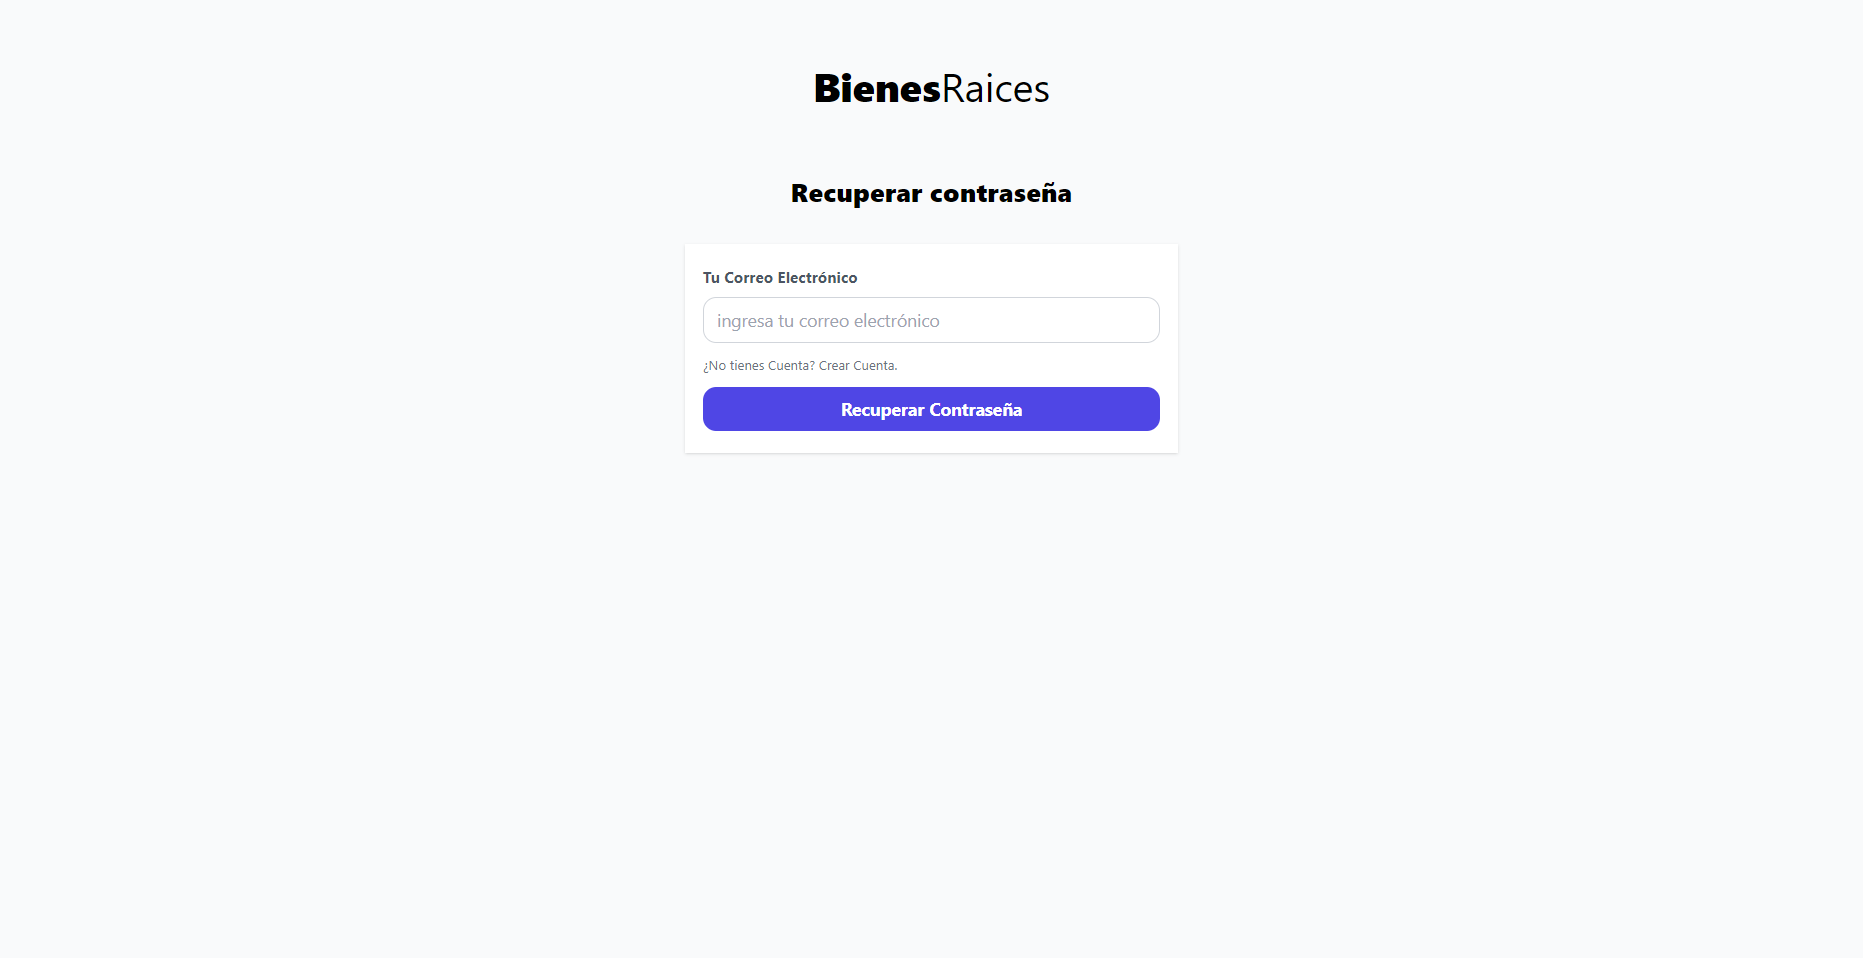 BienesRaices
Recuperar contraseña
Tu Correo Electrónico
ingresa tu correo electrónico
¿No tienes Cuenta? Crear Cuenta.
Recuperar Contraseña